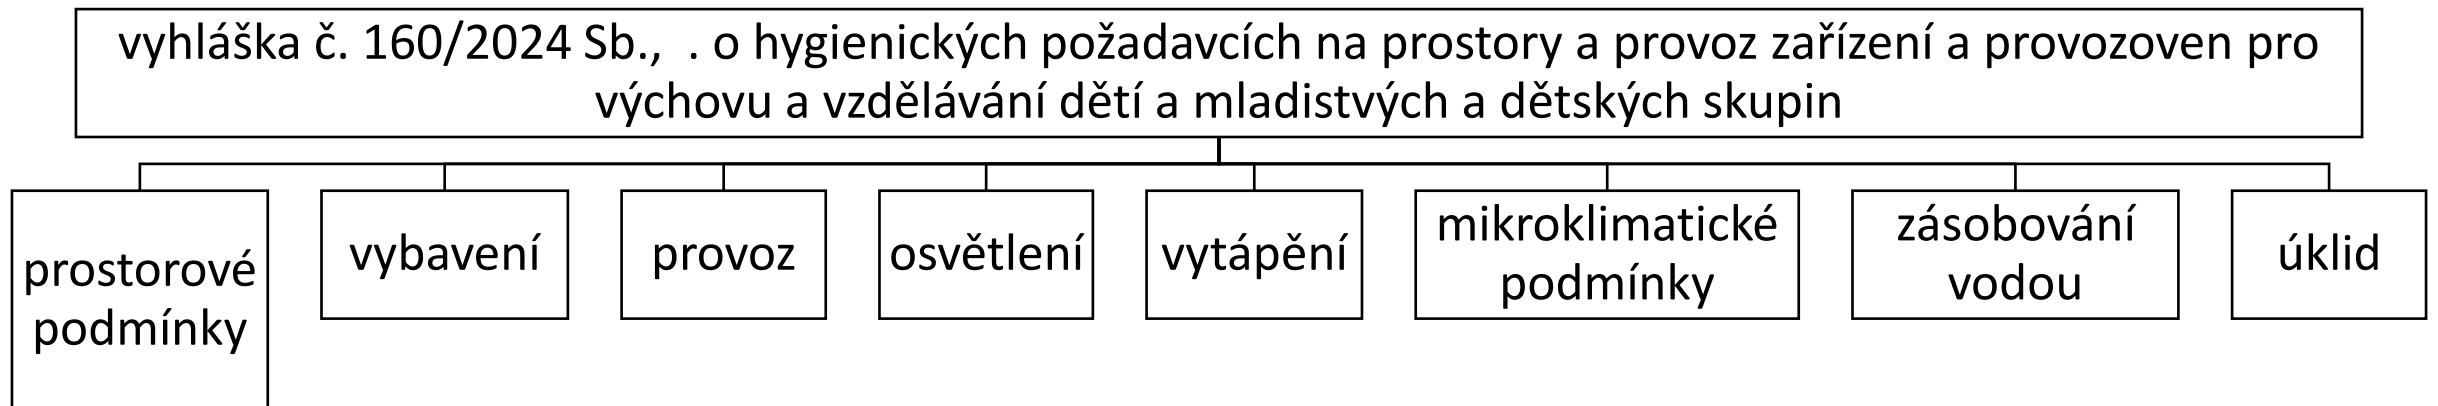 vyhláška č. 160/2024 Sb.,  . o hygienických požadavcích na prostory a provoz zařízení a provozoven pro
výchovu a vzdělávání dětí a mladistvých a dětských skupin
prostorové
podmínky
vybavení
provoz
osvětlení
vytápění
mikroklimatické
podmínky
zásobování
vodou
úklid